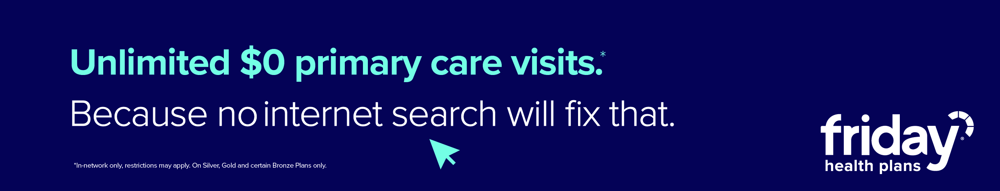 Unlimited $0 primary care visits.*
Because no internet search will fix that.
*In-network only, restrictions may apply. On Silver, Gold and certain Bronze Plans only.
friday®
health plans